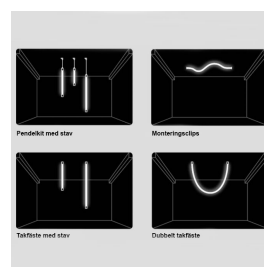 Pendelkit med stav
Monteringsclips
Takfäste med stav
Dubbelt takfäste